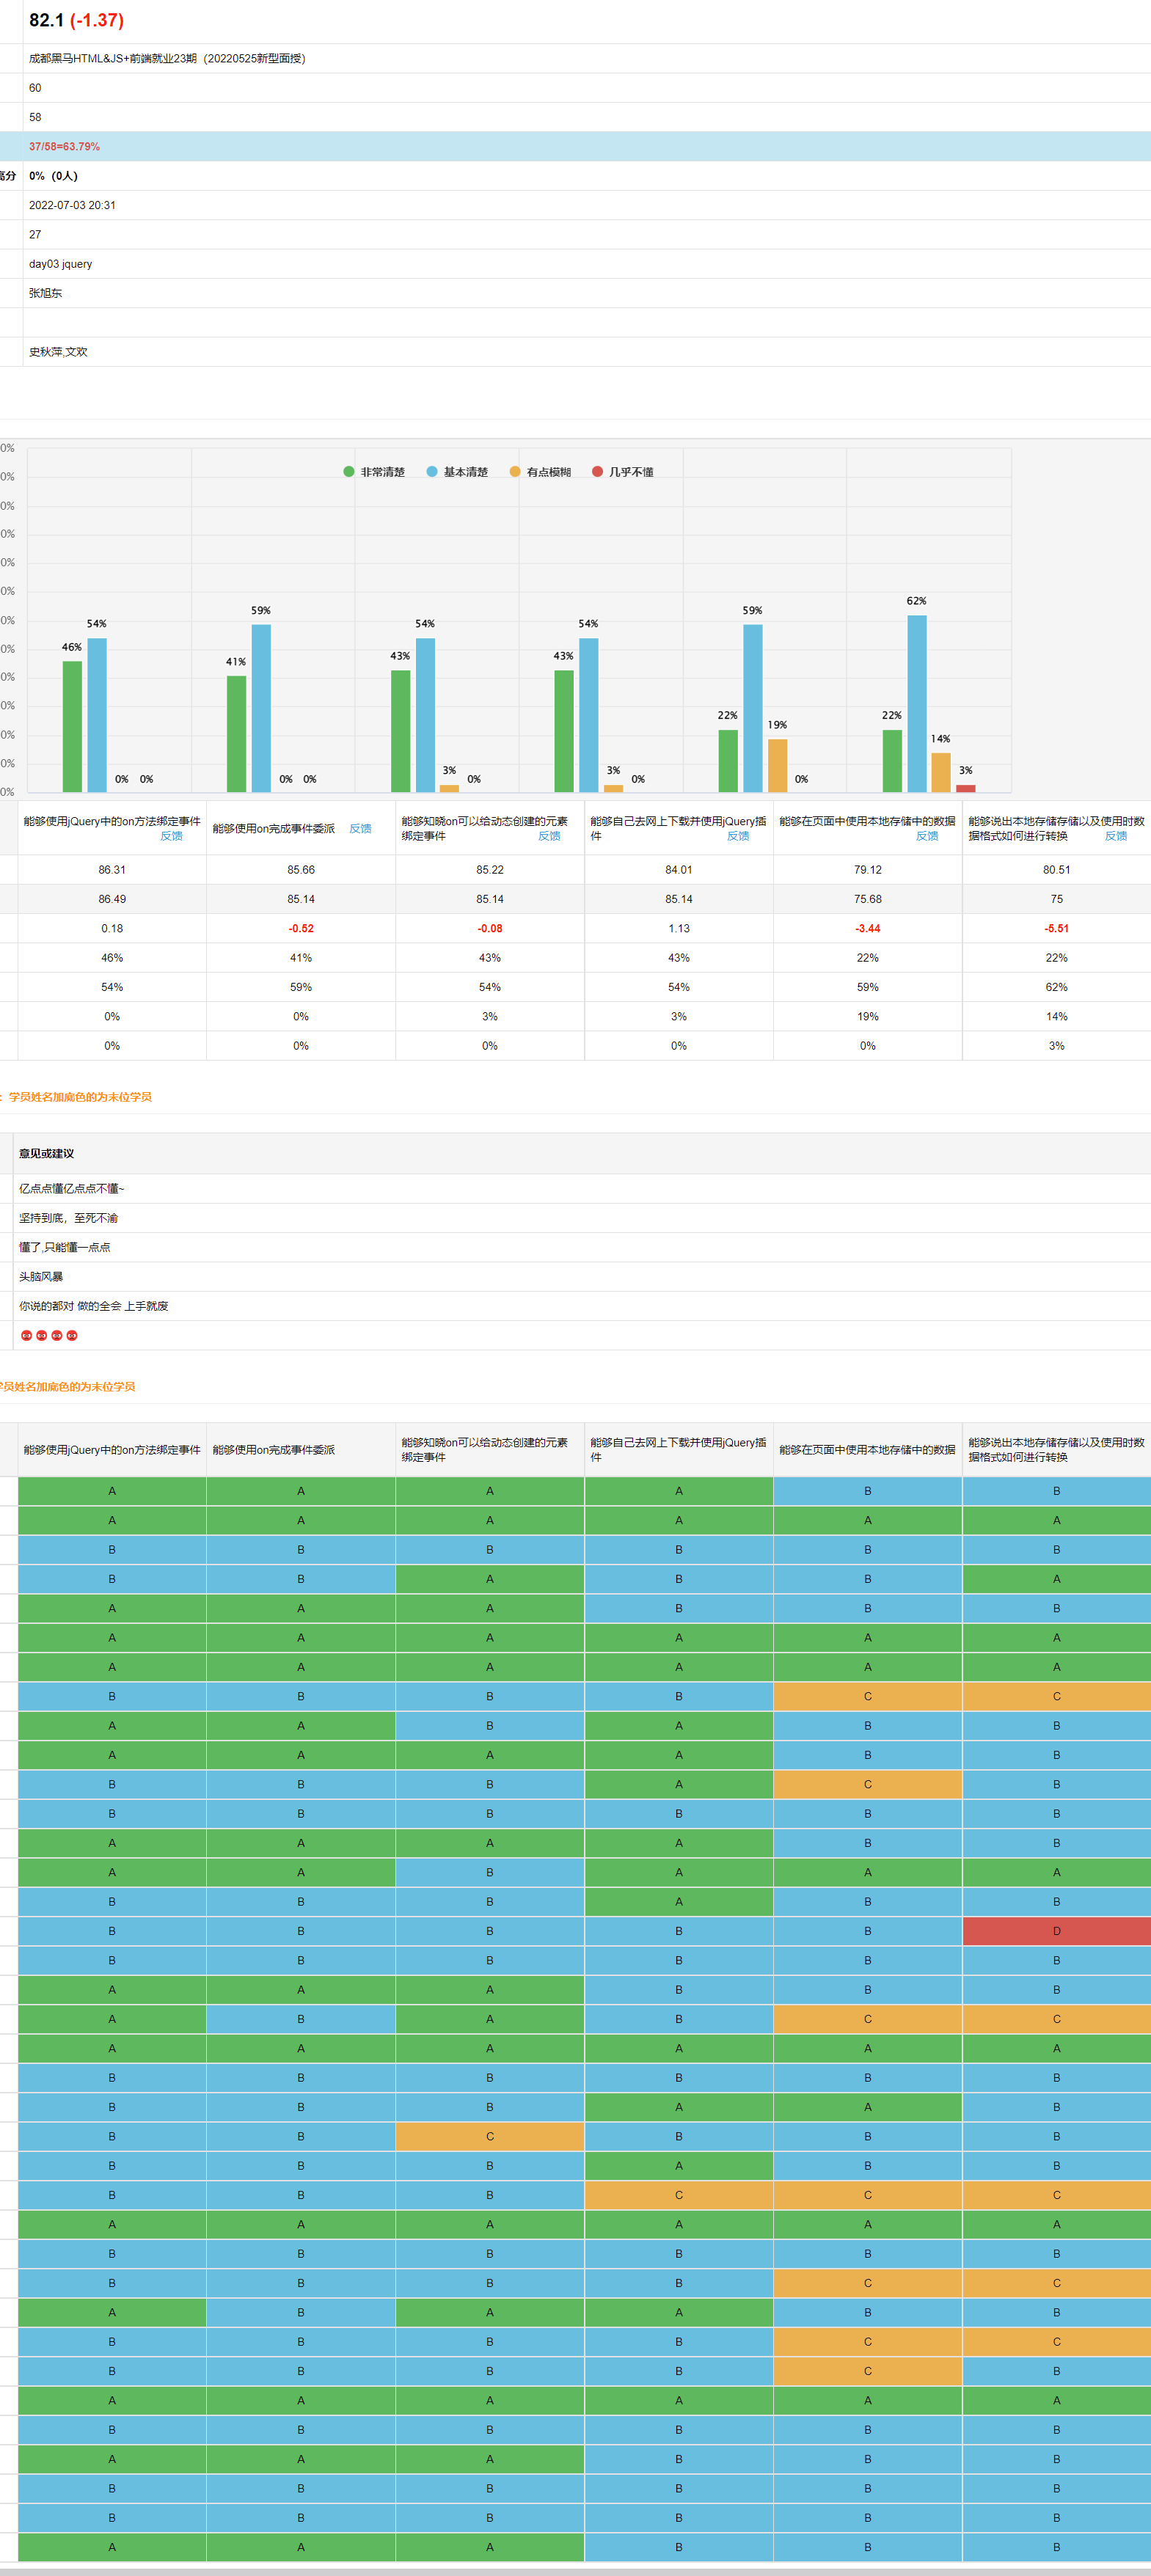 82.1 (-1.37)
成都黑马HTML&JS+前端就业23期（20220525新型面授）
60
58
37/58=63.79%
高分 0%（0人）
2022-07-03 20:31
27
day03 jquery
张旭东
史秋萍,文欢
0%
非常清楚 基本清楚 有点模糊 几乎不懂
0%
0%
0%
0%
0%
0%
0%
0%
0%
0%
0%
0%
46% 54% 0% 0% 41% 59% 0% 0% 43% 54% 3% 0% 43% 54% 3% 0% 22% 59% 19% 0% 22% 62% 14% 3%
能够使用jQuery中的on方法绑定事件 反馈
能够使用on完成事件委派 反馈
能够知晓on可以给动态创建的元素
绑定事件 反馈
能够自己去网上下载并使用jQuery插
件 反馈
能够在页面中使用本地存储中的数据 反馈
能够说出本地存储存储以及使用时数
据格式如何进行转换 反馈
86.31 85.66 85.22 84.01 79.12 80.51
86.49 85.14 85.14 85.14 75.68 75
0.18 -0.52 -0.08 1.13 -3.44 -5.51
46% 41% 43% 43% 22% 22%
54% 59% 54% 54% 59% 62%
0% 0% 3% 3% 19% 14%
0% 0% 0% 0% 0% 3%
：学员姓名加底色的为末位学员
意见或建议
亿点点懂亿点点不懂~
坚持到底，至死不渝
懂了,只能懂一点点
头脑风暴
你说的都对 做的全会 上手就废
学员姓名加底色的为末位学员
能够使用jQuery中的on方法绑定事件
能够使用on完成事件委派
能够知晓on可以给动态创建的元素
绑定事件
能够自己去网上下载并使用jQuery插
件
能够在页面中使用本地存储中的数据
能够说出本地存储存储以及使用时数
据格式如何进行转换
A A A A B B
A A A A A A
B B B B B B
B B A B B A
A A A B B B
A A A A A A
A A A A A A
B B B B C C
A A B A B B
A A A A B B
B B B A C B
B B B B B B
A A A A B B
A A B A A A
B B B A B B
B B B B B D
B B B B B B
A A A B B B
A B A B C C
A A A A A A
B B B B B B
B B B A A B
B B C B B B
B B B A B B
B B B C C C
A A A A A A
B B B B B B
B B B B C C
A B A A B B
B B B B C C
B B B B C B
A A A A A A
B B B B B B
A A A B B B
B B B B B B
B B B B B B
A A A B B B